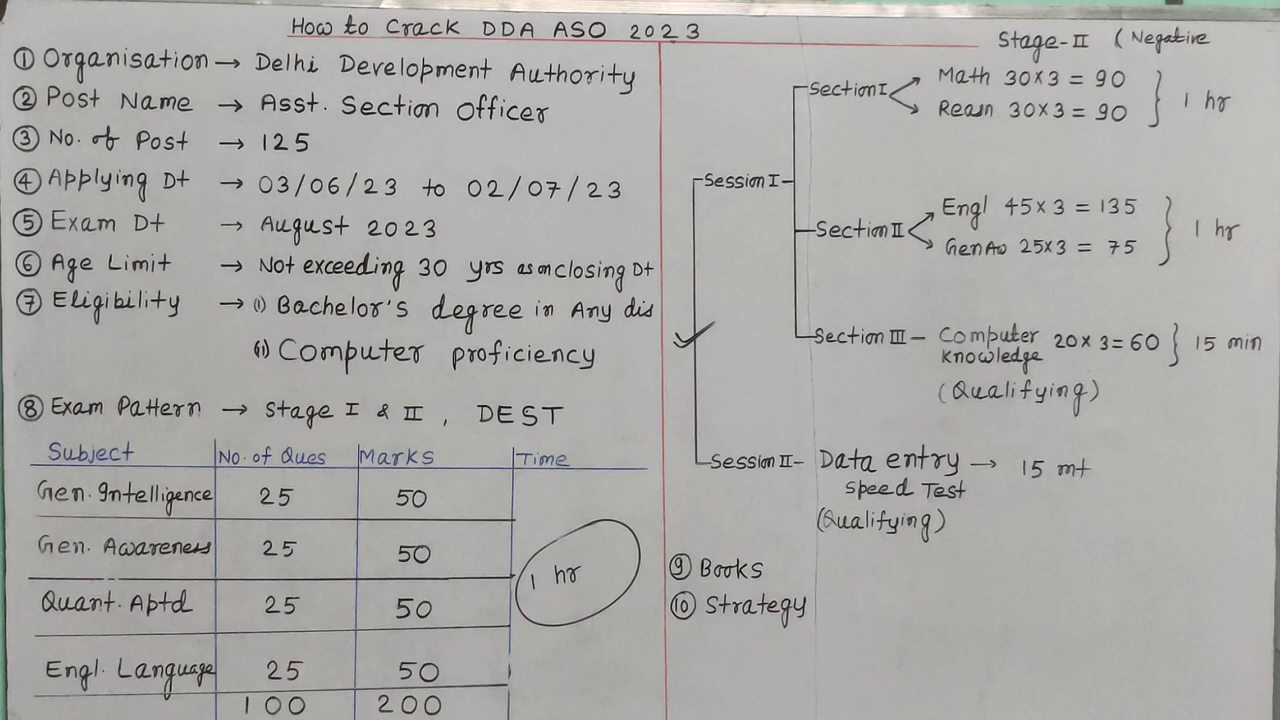 How to Crack DDA ASO 2023
① Organisation → Delhi Development Authority
② Post Name → Asst. Section Officer
③ No. of Post → 125
④ Applying Dt → 03/06/23 to 02/07/23
⑤ Exam Dt → August 2023
⑥ Age Limit → Not exceeding 30 yrs as on closing Dt
⑦ Eligibility → (i) Bachelor's degree in Any dis
(ii) Computer proficiency
⑧ Exam Pattern → Stage I & II, DEST
Subject No. of Ques Marks Time
Gen. Intelligence 25 50
Gen. Awareness 25 50
1 hr
Quant. Aptd 25 50
Engl. Language 25 50
100 200
Stage-II (Negative
Session I
Section I
Math 30×3 = 90
Reasn 30×3 = 90
1 hr
Section II
Engl 45×3 = 135
Gen Aw 25×3 = 75
1 hr
Section III - Computer Knowledge 20×3=60 } 15 min
(Qualifying)
Session II - Data entry → 15 mt
Speed Test
(Qualifying)
⑨ Books
⑩ Strategy